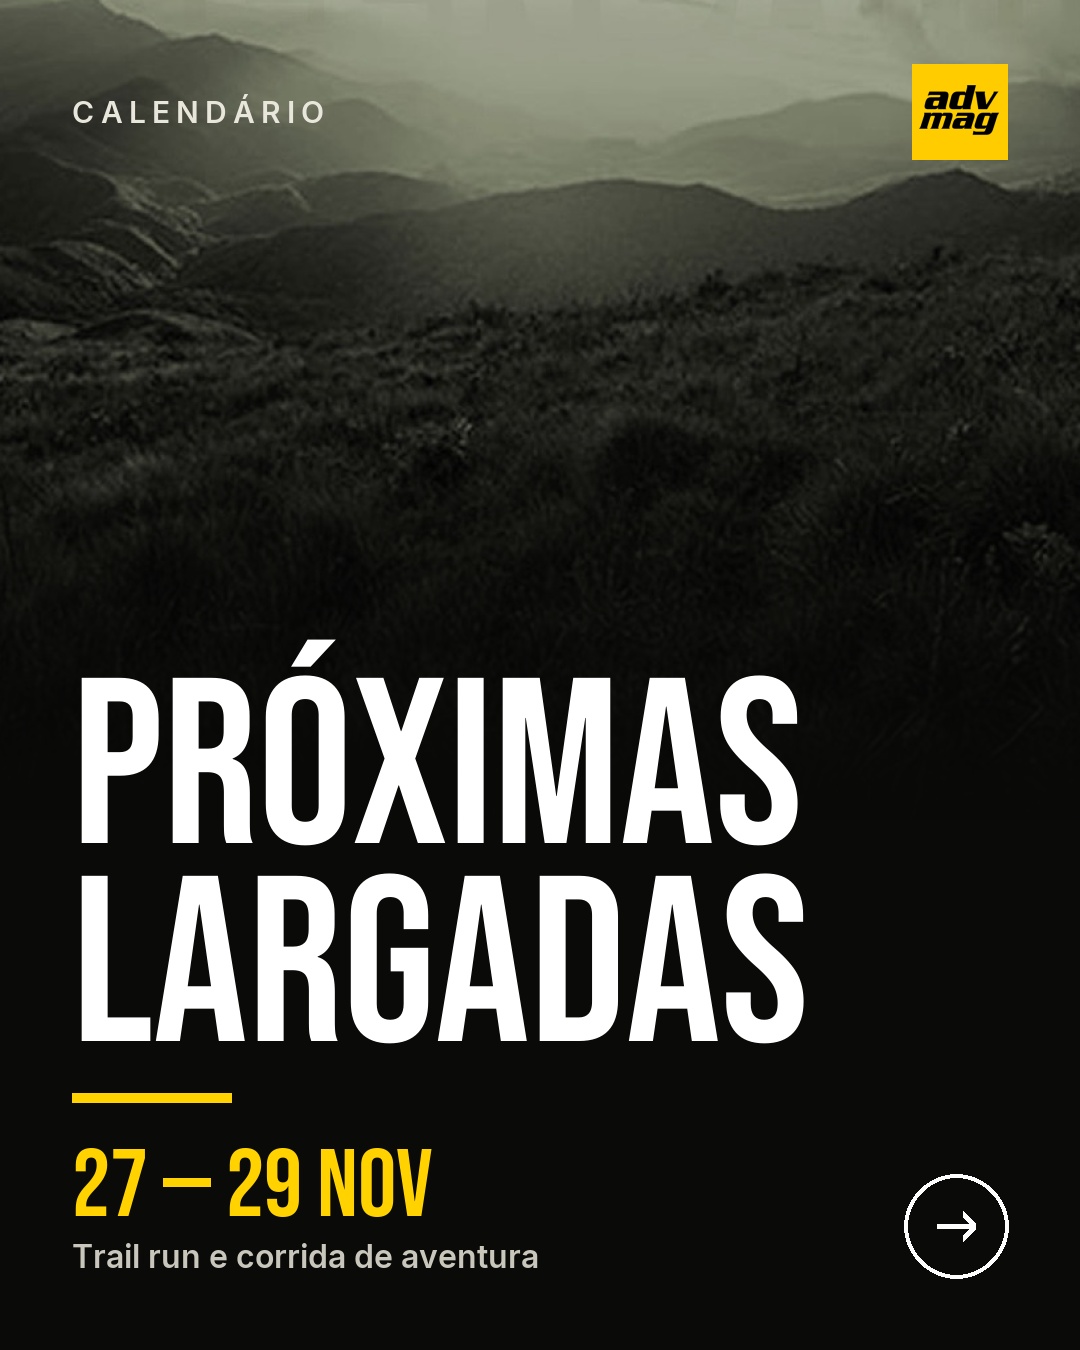 CALENDÁRIO
adv
mag
PRÓXIMAS
LARGADAS
27 — 29 NOV
Trail run e corrida de aventura